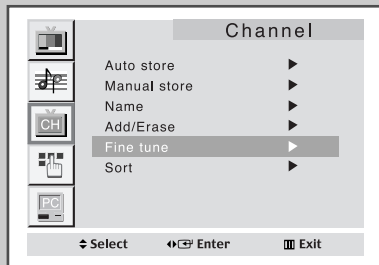 Channel
Auto store
Manual store
Name
Add/Erase
CH
Fine tune
Sort
PC
Select Enter Exit